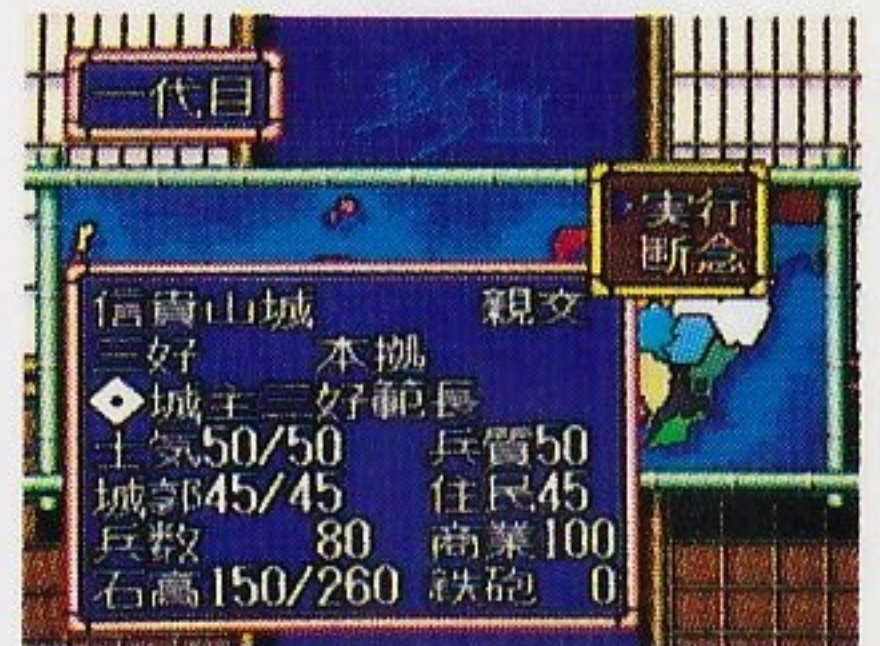 一代目
実行
断念
信貴山城 親文
三好 本拠
城主三好範長
士気50/50 兵質50
城郭45/45 住民45
兵数 80 商業100
石高150/260 鉄砲 0